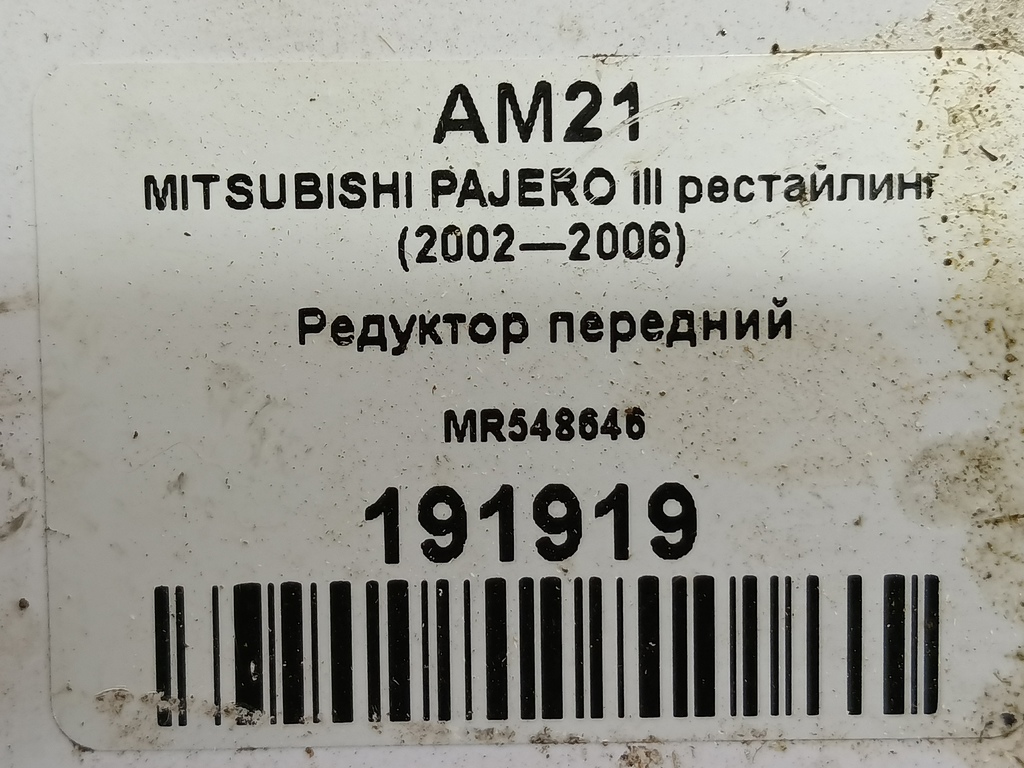 AM21
MITSUBISHI PAJERO III рестайлинг
(2002—2006)
Редуктор передний
MR548646
191919